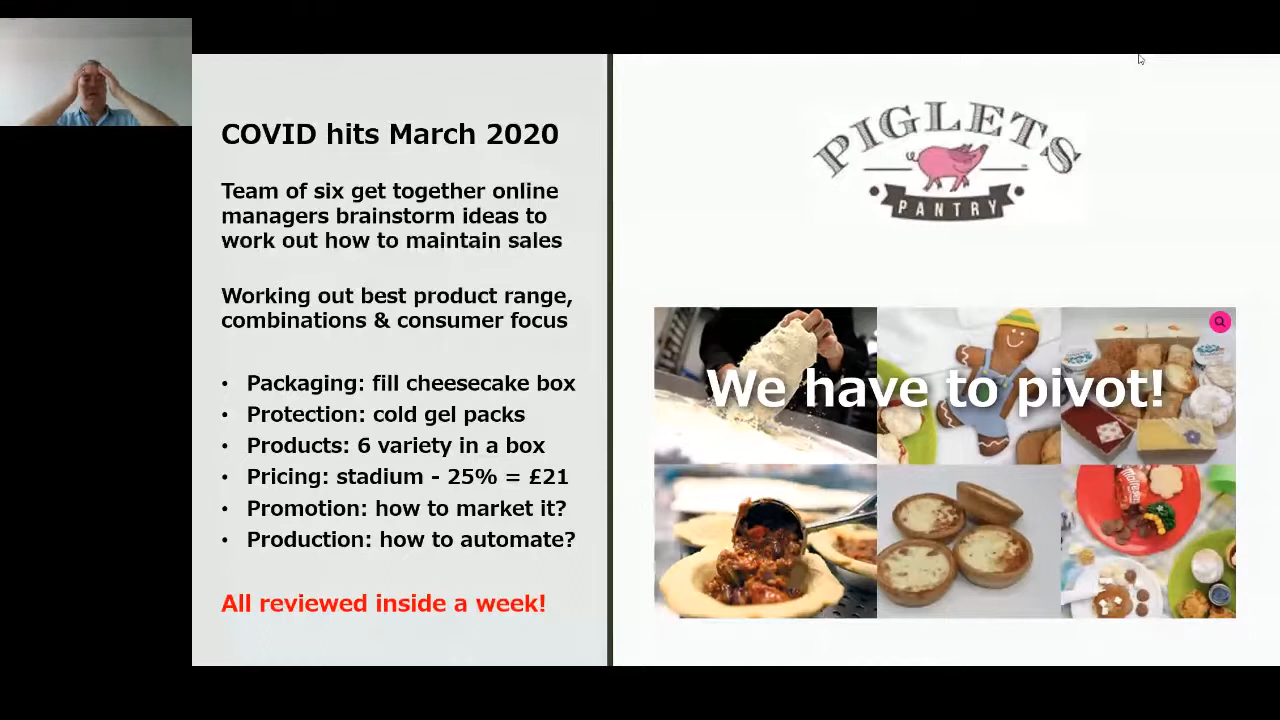 COVID hits March 2020
Team of six get together online
managers brainstorm ideas to
work out how to maintain sales
Working out best product range,
combinations & consumer focus
• Packaging: fill cheesecake box
• Protection: cold gel packs
• Products: 6 variety in a box
• Pricing: stadium - 25% = £21
• Promotion: how to market it?
• Production: how to automate?
All reviewed inside a week!
PIGLETS
PANTRY
We have to pivot!